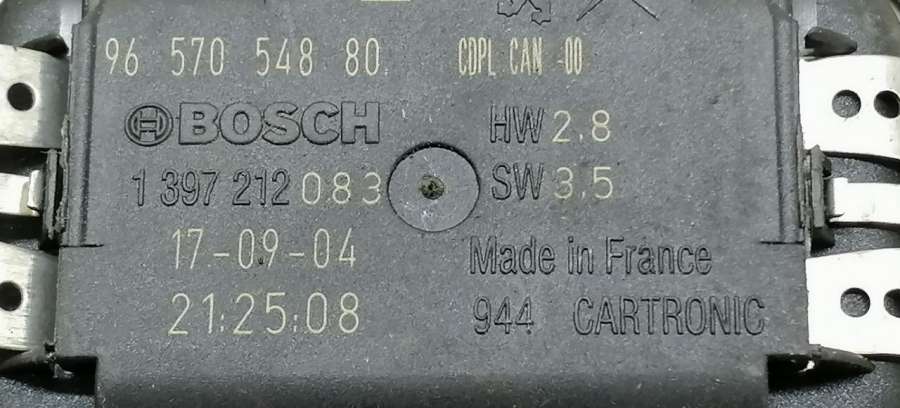 96 570 548 80 CDPL CAN -00
BOSCH HW 2.8
1 397 212 083 SW 3.5
17-09-04 Made in France
21:25:08 944 CARTRONIC